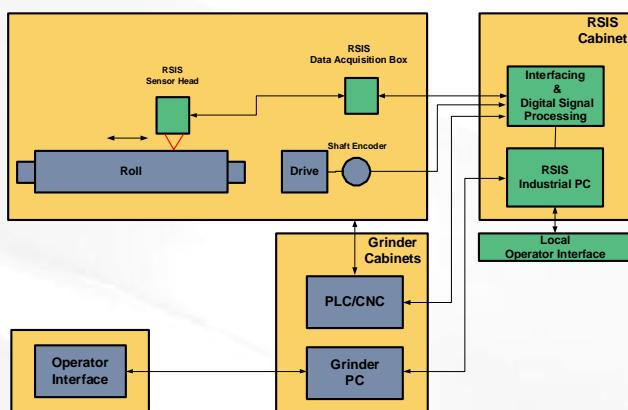 RSIS
Sensor Head
RSIS
Data Acquisition Box
Roll
Drive
Shaft Encoder
RSIS
Cabinet
Interfacing
&
Digital Signal
Processing
RSIS
Industrial PC
Local
Operator Interface
Grinder
Cabinets
PLC/CNC
Grinder
PC
Operator
Interface